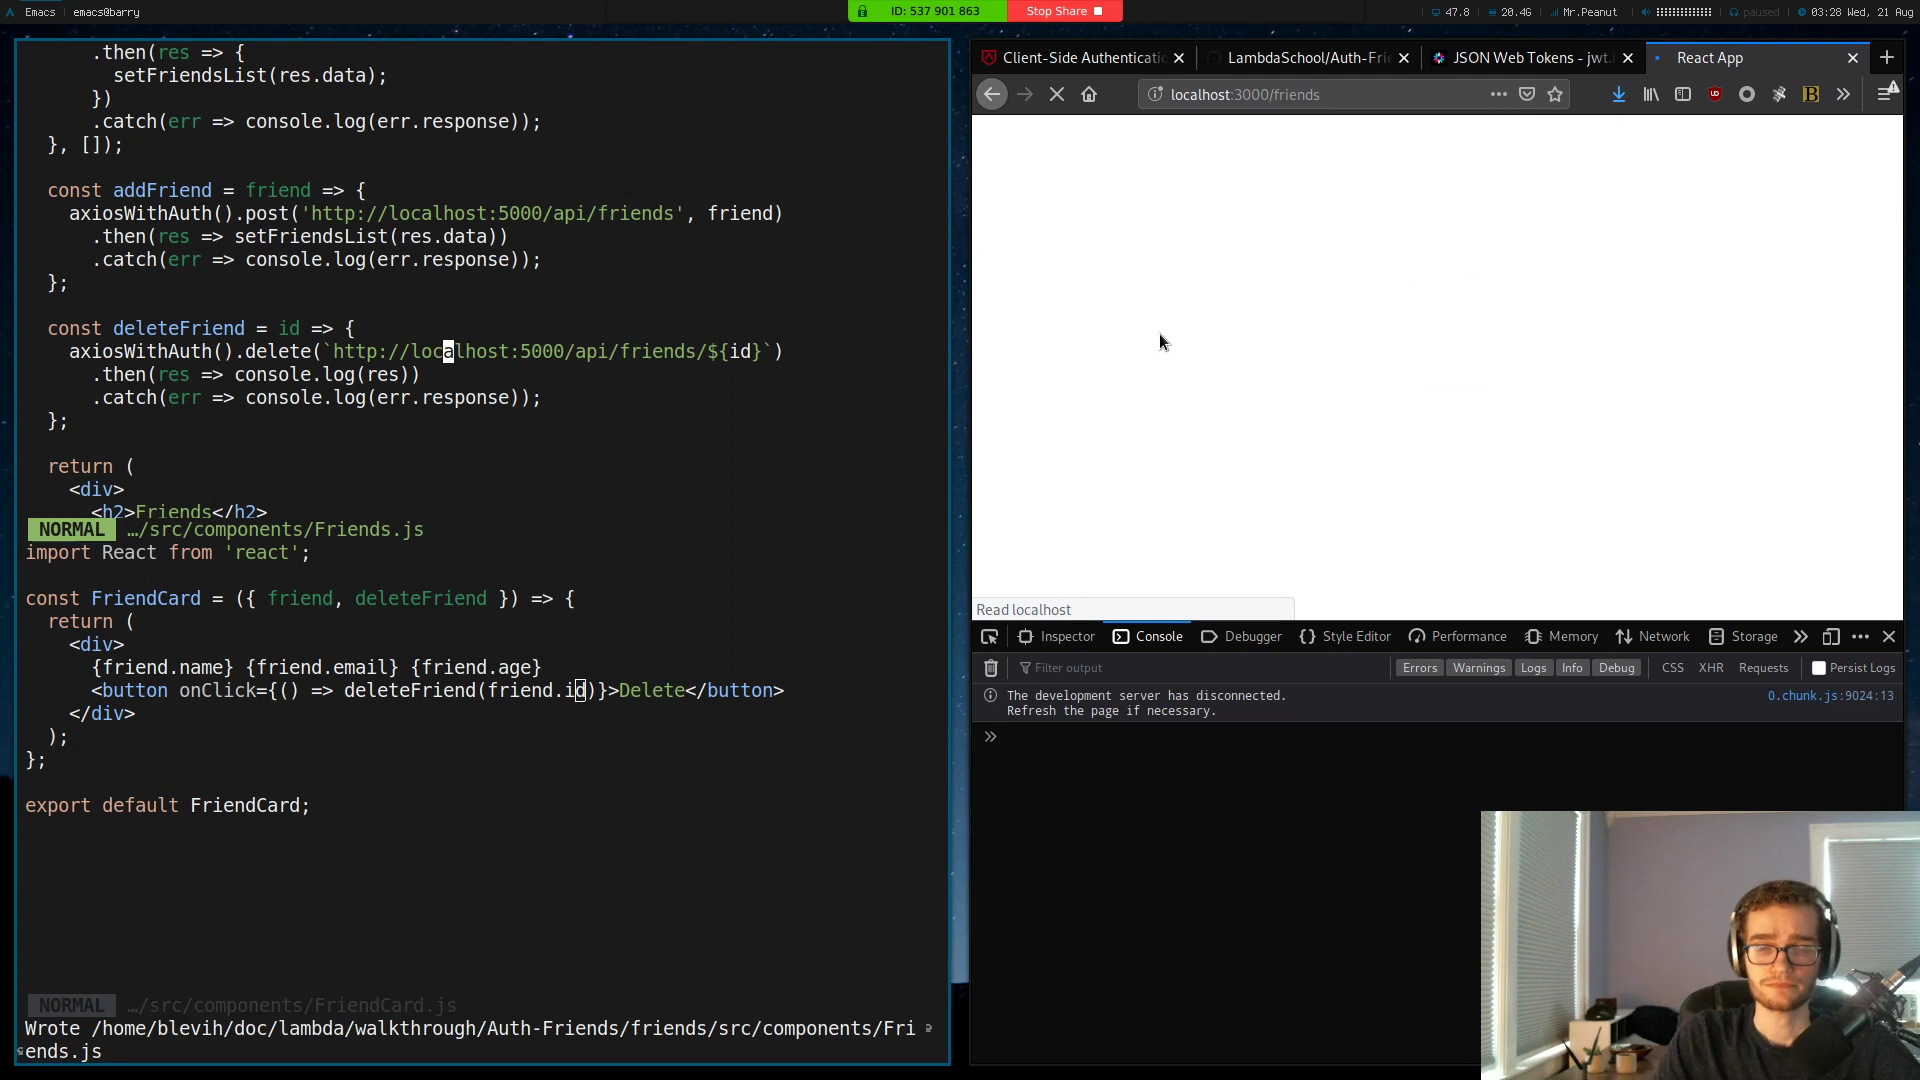 Emacs emacs@barry
ID: 537 901 863 Stop Share
47.8 20.4G Mr.Peanut paused 03:28 Wed, 21 Aug
.then(res => {
setFriendsList(res.data);
})
.catch(err => console.log(err.response));
}, []);
const addFriend = friend => {
axiosWithAuth().post('http://localhost:5000/api/friends', friend)
.then(res => setFriendsList(res.data))
.catch(err => console.log(err.response));
};
const deleteFriend = id => {
axiosWithAuth().delete(`http://localhost:5000/api/friends/${id}`)
.then(res => console.log(res))
.catch(err => console.log(err.response));
};
return (
<div>
<h2>Friends</h2>
NORMAL …/src/components/Friends.js
import React from 'react';
const FriendCard = ({ friend, deleteFriend }) => {
return (
<div>
{friend.name} {friend.email} {friend.age}
<button onClick={() => deleteFriend(friend.id)}>Delete</button>
</div>
);
};
export default FriendCard;
NORMAL …/src/components/FriendCard.js
Wrote /home/blevih/doc/lambda/walkthrough/Auth-Friends/friends/src/components/Fri
ends.js
Client-Side Authenticati LambdaSchool/Auth-Frie JSON Web Tokens - jwt.i React App
localhost:3000/friends
Read localhost
Inspector Console Debugger Style Editor Performance Memory Network Storage
Filter output Errors Warnings Logs Info Debug CSS XHR Requests Persist Logs
The development server has disconnected. 0.chunk.js:9024:13
Refresh the page if necessary.